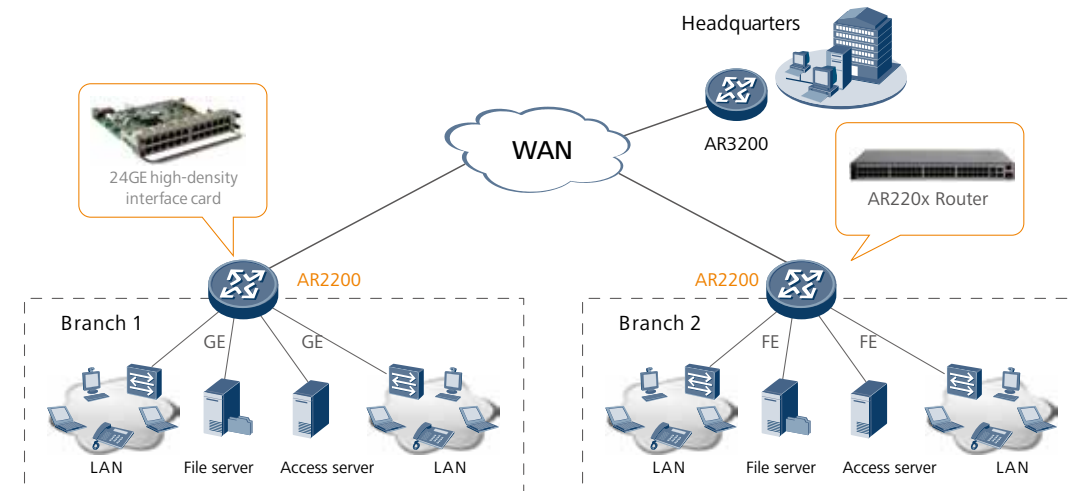 Headquarters
AR3200
WAN
24GE high-density
interface card
AR220x Router
AR2200
AR2200
Branch 1
GE
GE
LAN
File server
Access server
LAN
Branch 2
FE
FE
LAN
File server
Access server
LAN